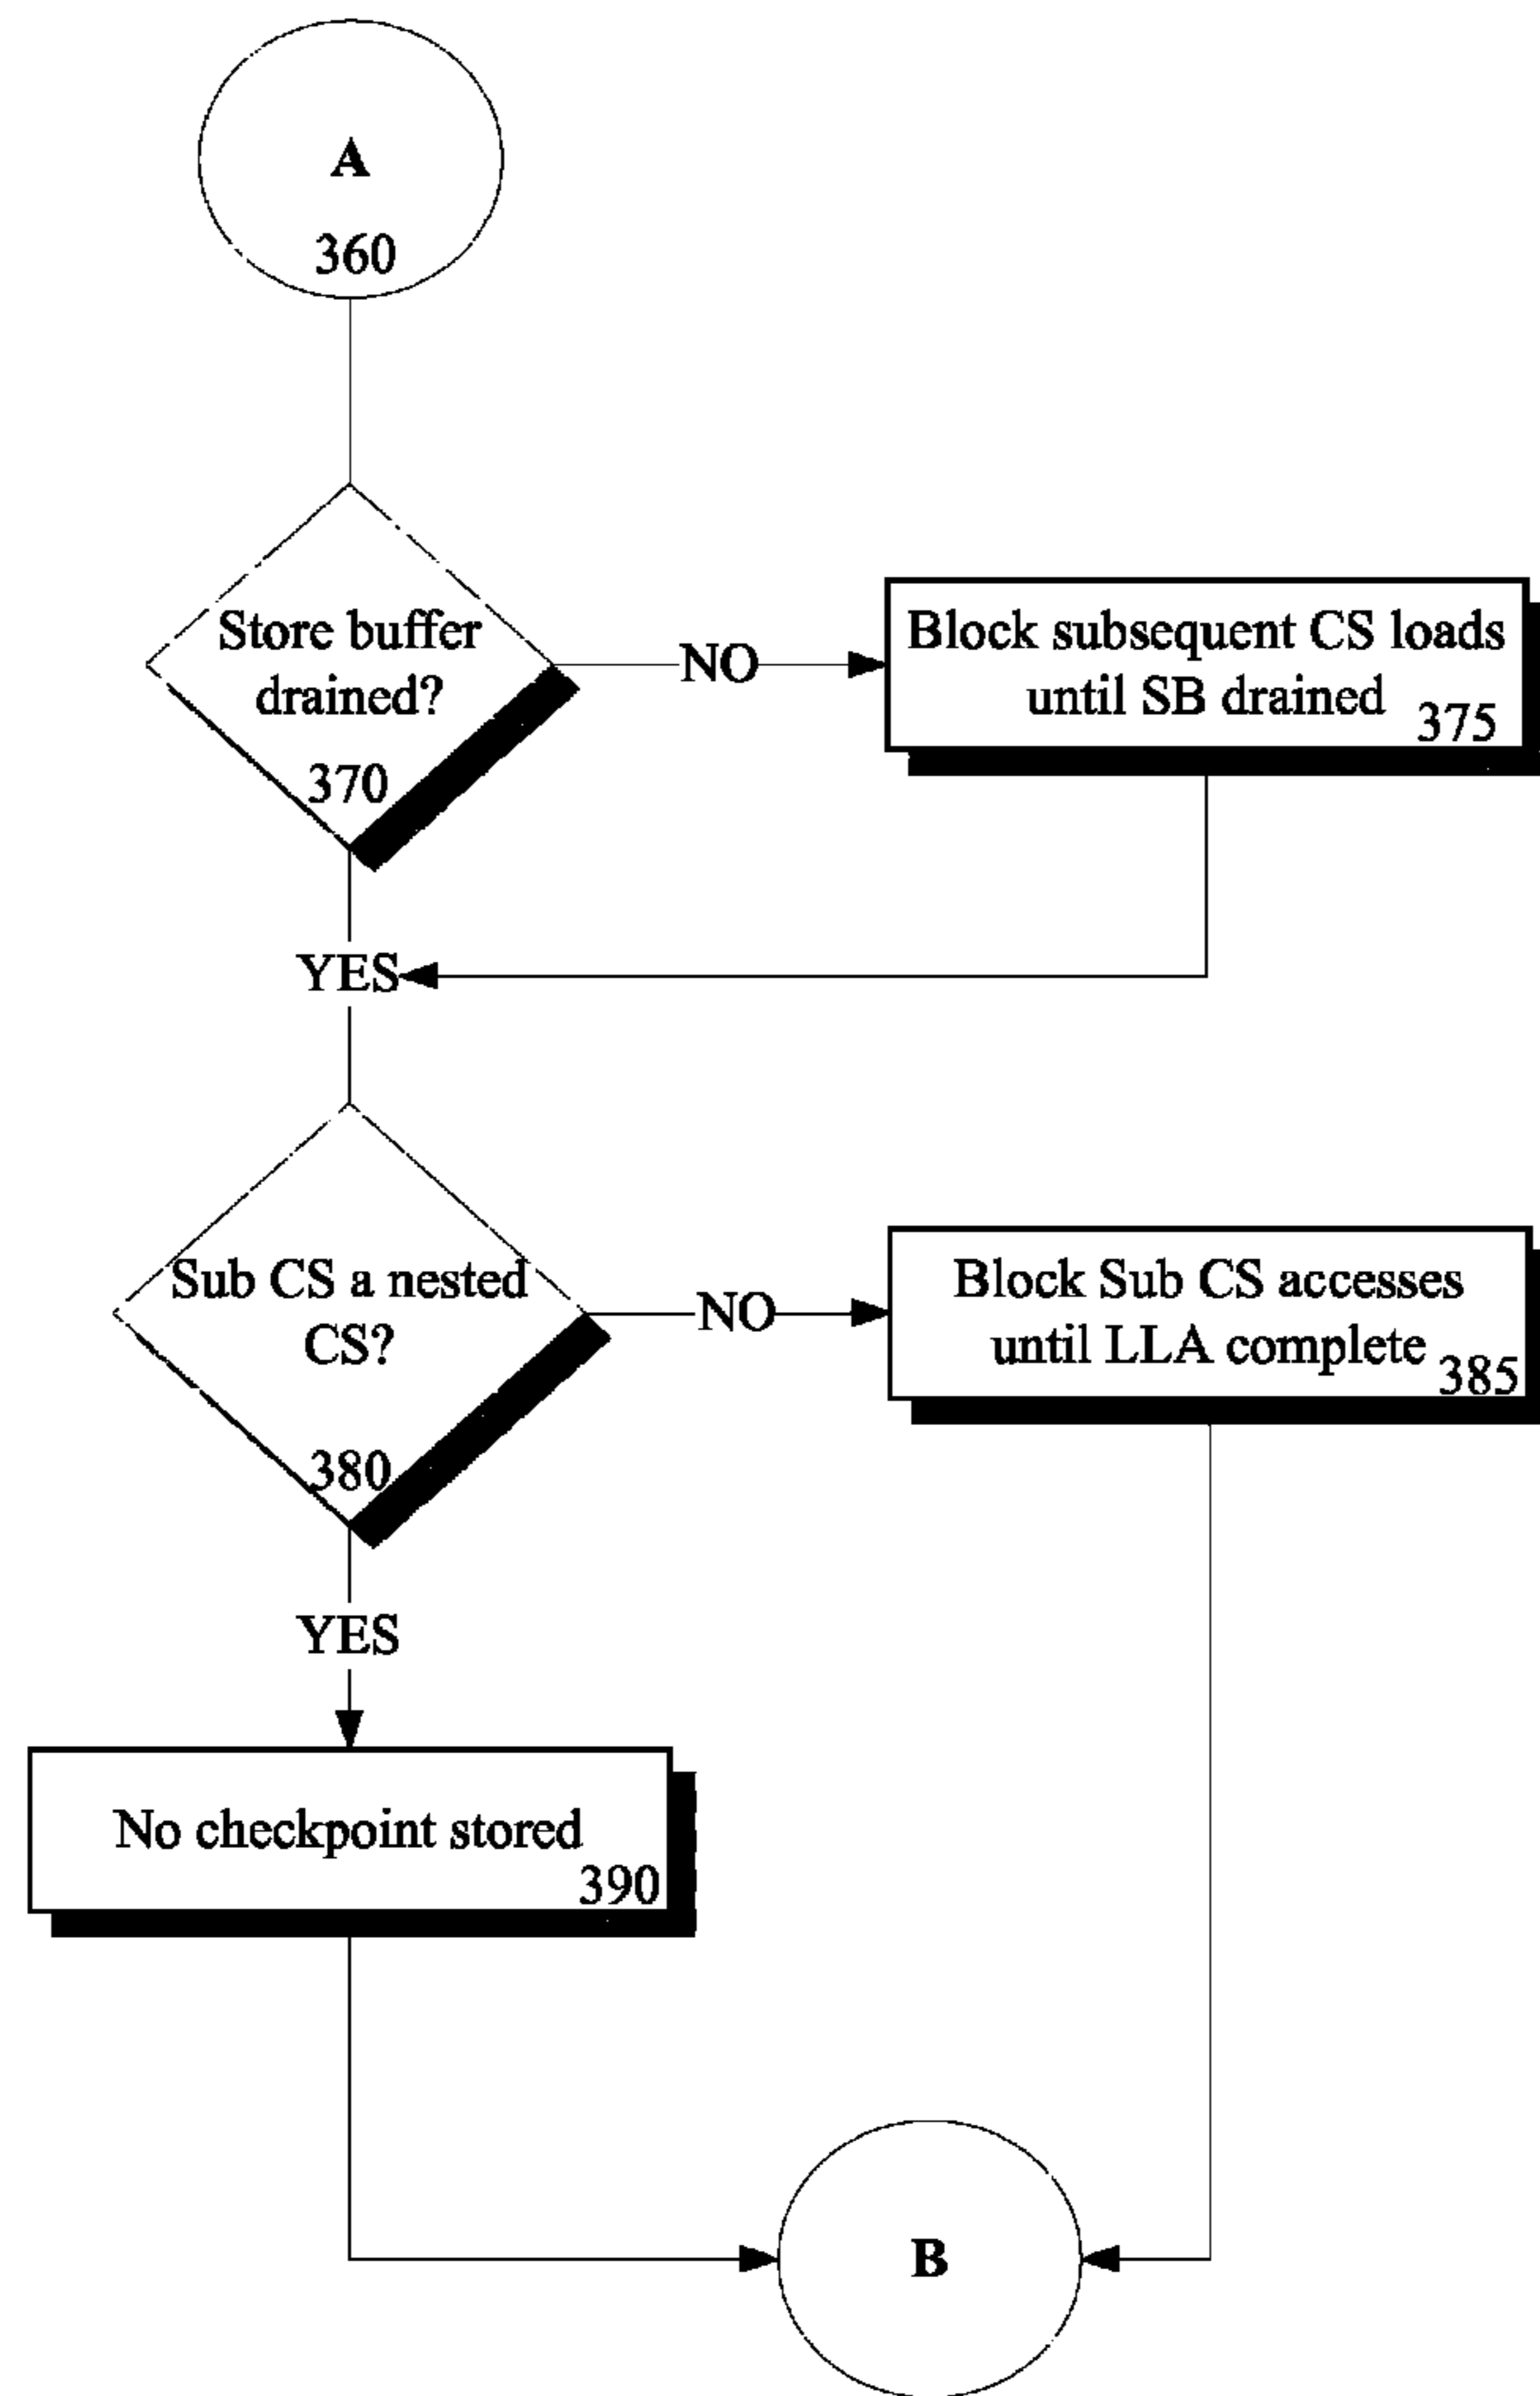 A
360
Store buffer
drained?
370
NO
Block subsequent CS loads
until SB drained
375
YES
Sub CS a nested
CS?
380
NO
Block Sub CS accesses
until LLA complete
385
YES
No checkpoint stored
390
B